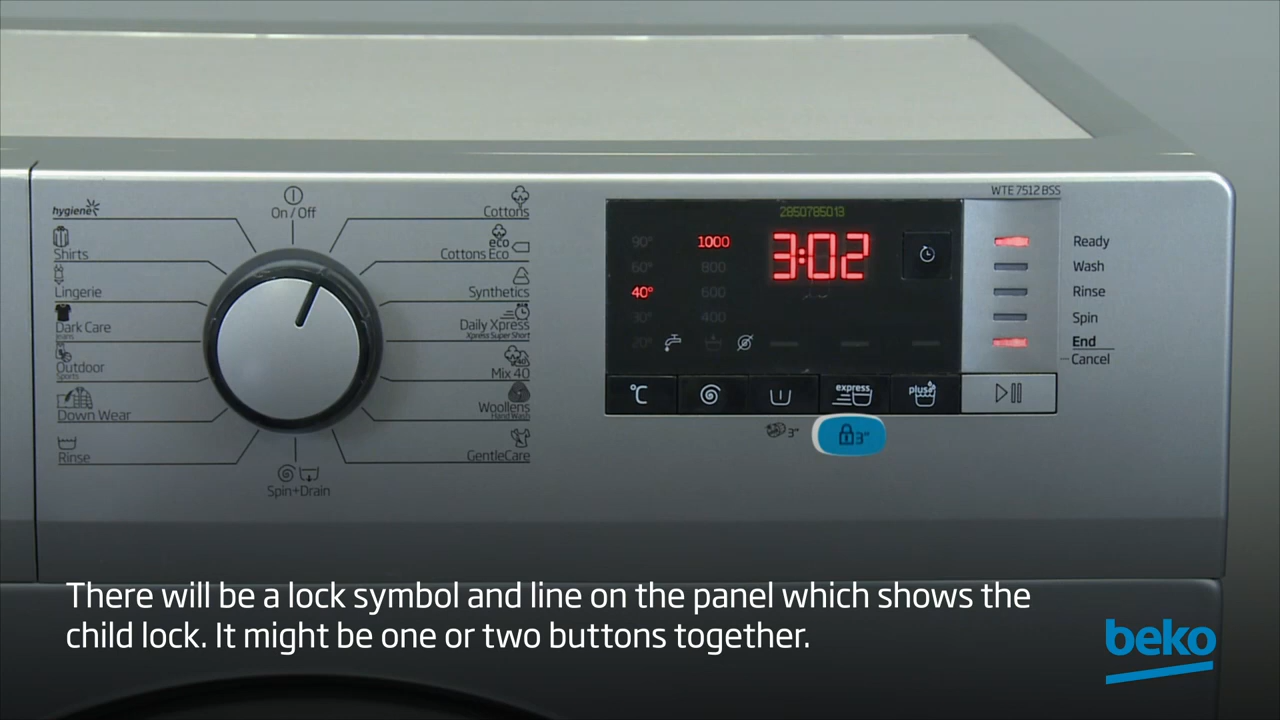 hygiene
Shirts
Lingerie
Dark Care
Jeans
Outdoor
Sports
Down Wear
Rinse
On / Off
Spin+Drain
Cottons
eco
Cottons Eco
Synthetics
Daily Xpress
Xpress Super Short
Mix 40
Woollens
Hand Wash
GentleCare
WTE 7512 BSS
2850785013
90° 1000 3:02
60° 800
40° 600
30° 400
20°
°C express plus
3" 3"
Ready
Wash
Rinse
Spin
End
Cancel
There will be a lock symbol and line on the panel which shows the
child lock. It might be one or two buttons together.
beko